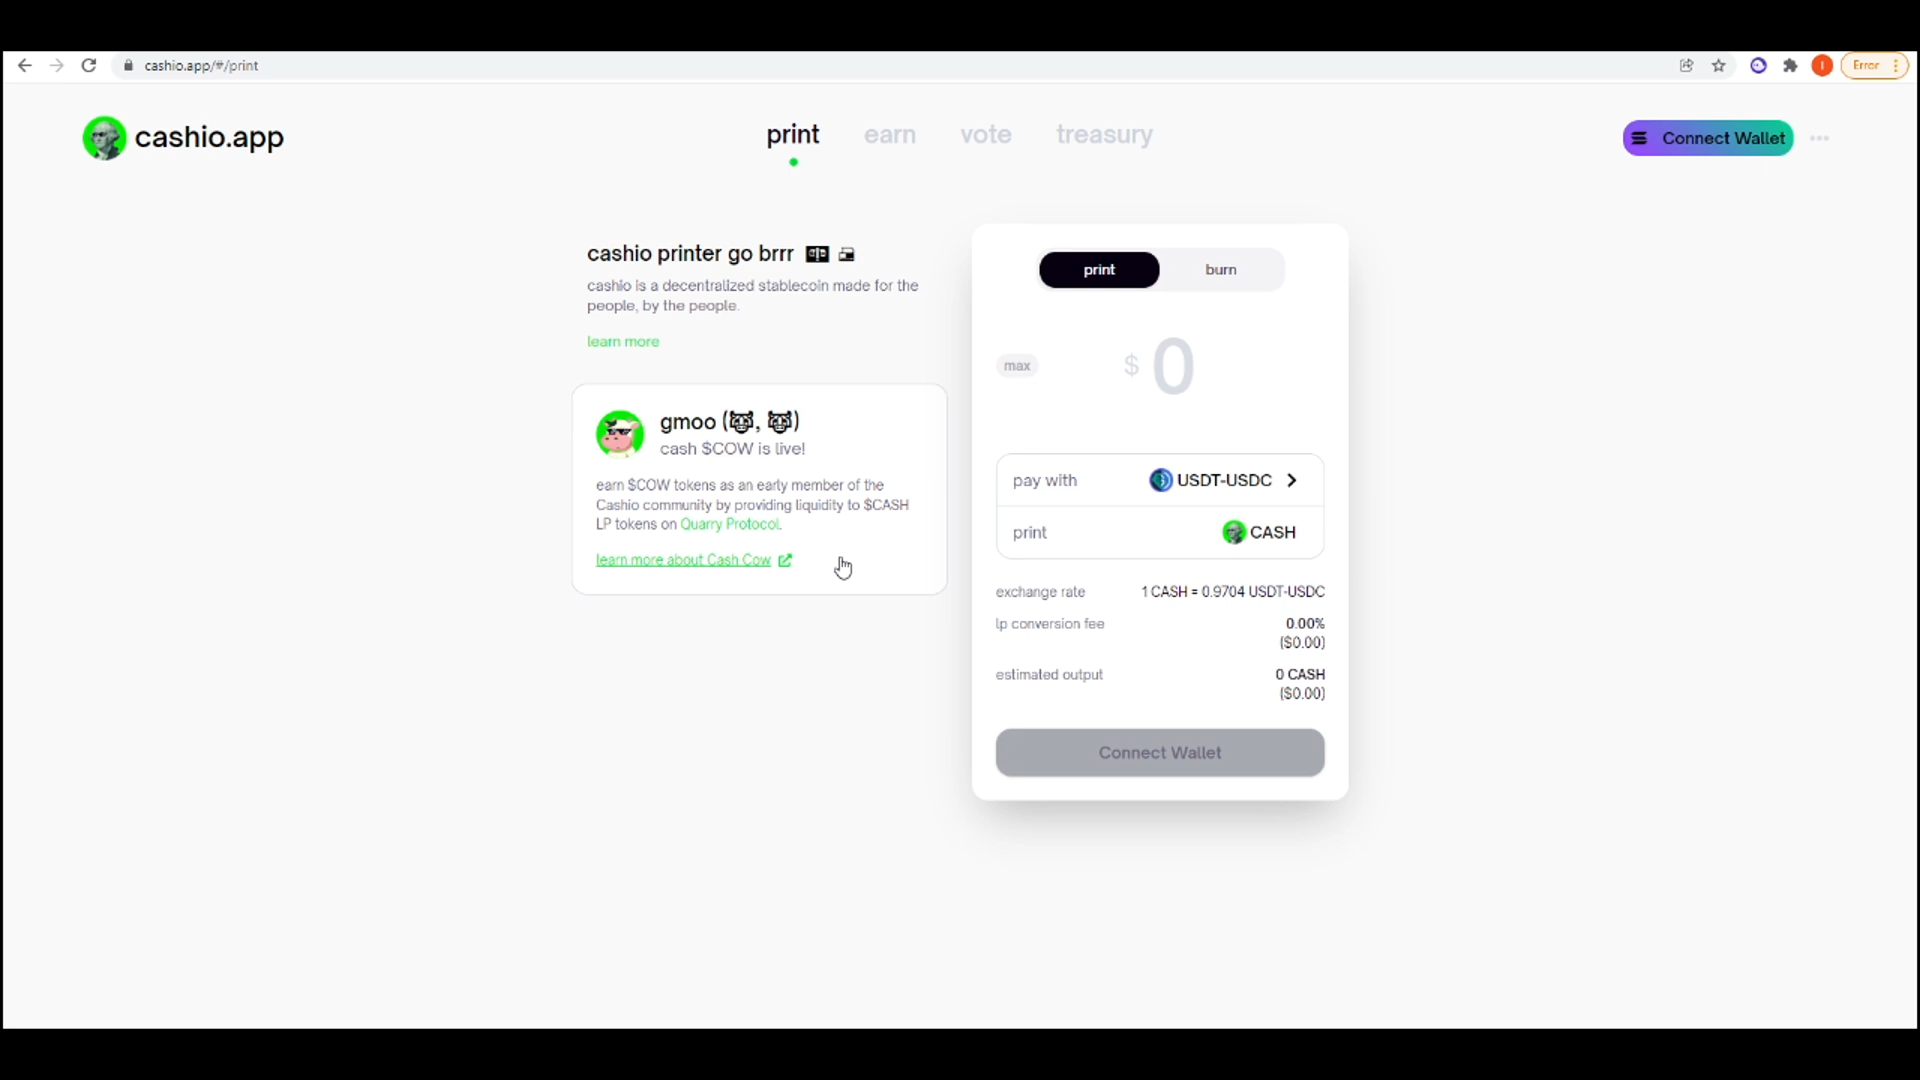 cashio.app/#/print
Error
cashio.app
print
earn
vote
treasury
Connect Wallet
cashio printer go brrr
cashio is a decentralized stablecoin made for the
people, by the people.
learn more
gmoo (🐮, 🐮)
cash $COW is live!
earn $COW tokens as an early member of the
Cashio community by providing liquidity to $CASH
LP tokens on Quarry Protocol.
learn more about Cash Cow
print
burn
max
$ 0
pay with
USDT-USDC
print
CASH
exchange rate
1 CASH = 0.9704 USDT-USDC
lp conversion fee
0.00%
($0.00)
estimated output
0 CASH
($0.00)
Connect Wallet